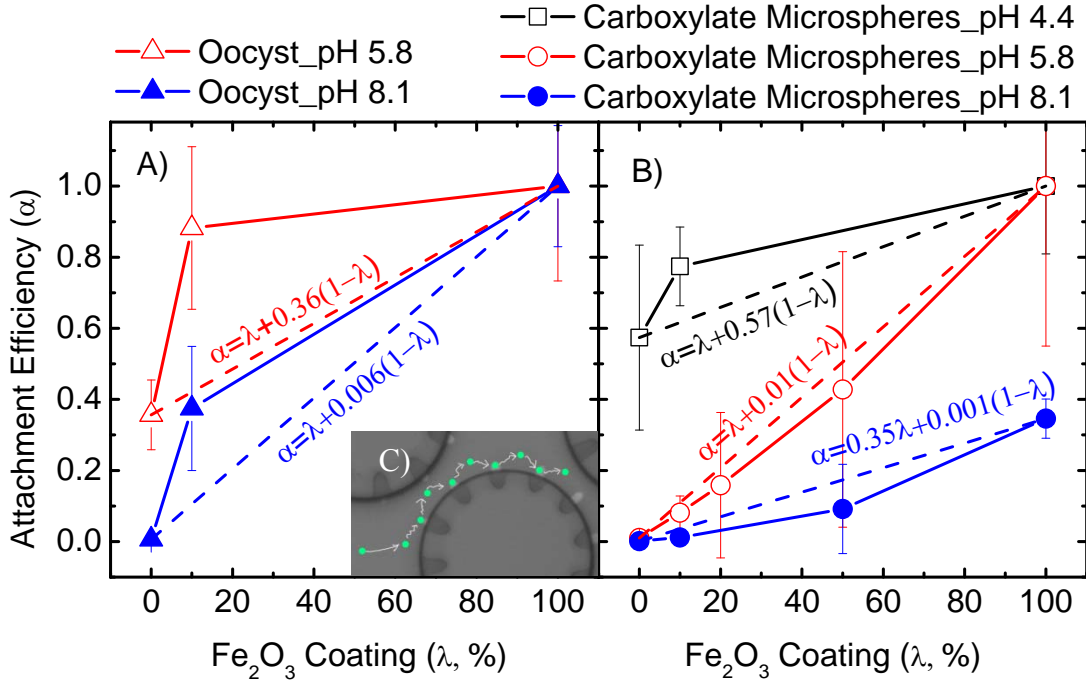 Oocyst_pH 5.8
Oocyst_pH 8.1
Carboxylate Microspheres_pH 4.4
Carboxylate Microspheres_pH 5.8
Carboxylate Microspheres_pH 8.1
Attachment Efficiency (α)
1.0
0.8
0.6
0.4
0.2
0.0
A)
α=λ+0.36(1−λ)
α=λ+0.006(1−λ)
C)
0 20 40 60 80 100
Fe₂O₃ Coating (λ, %)
B)
α=λ+0.57(1−λ)
α=λ+0.01(1−λ)
α=0.35λ+0.001(1−λ)
0 20 40 60 80 100
Fe₂O₃ Coating (λ, %)